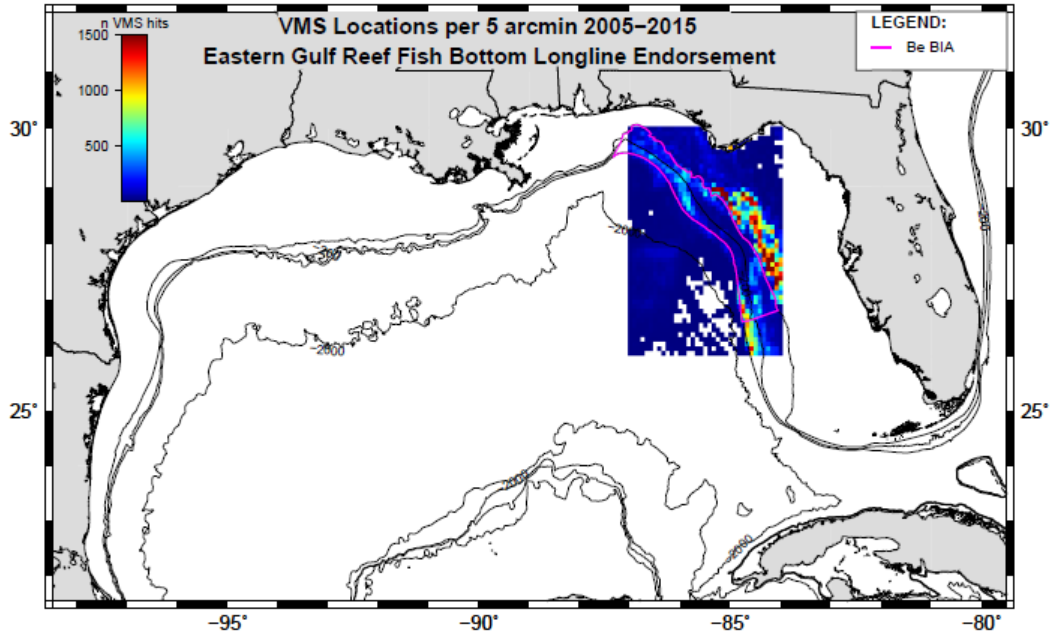 n VMS hits
1500
1000
500
VMS Locations per 5 arcmin 2005−2015
Eastern Gulf Reef Fish Bottom Longline Endorsement
LEGEND:
Be BIA
30˚
30˚
25˚
25˚
−2000
−2000
−2000
−95˚
−90˚
−85˚
−80˚